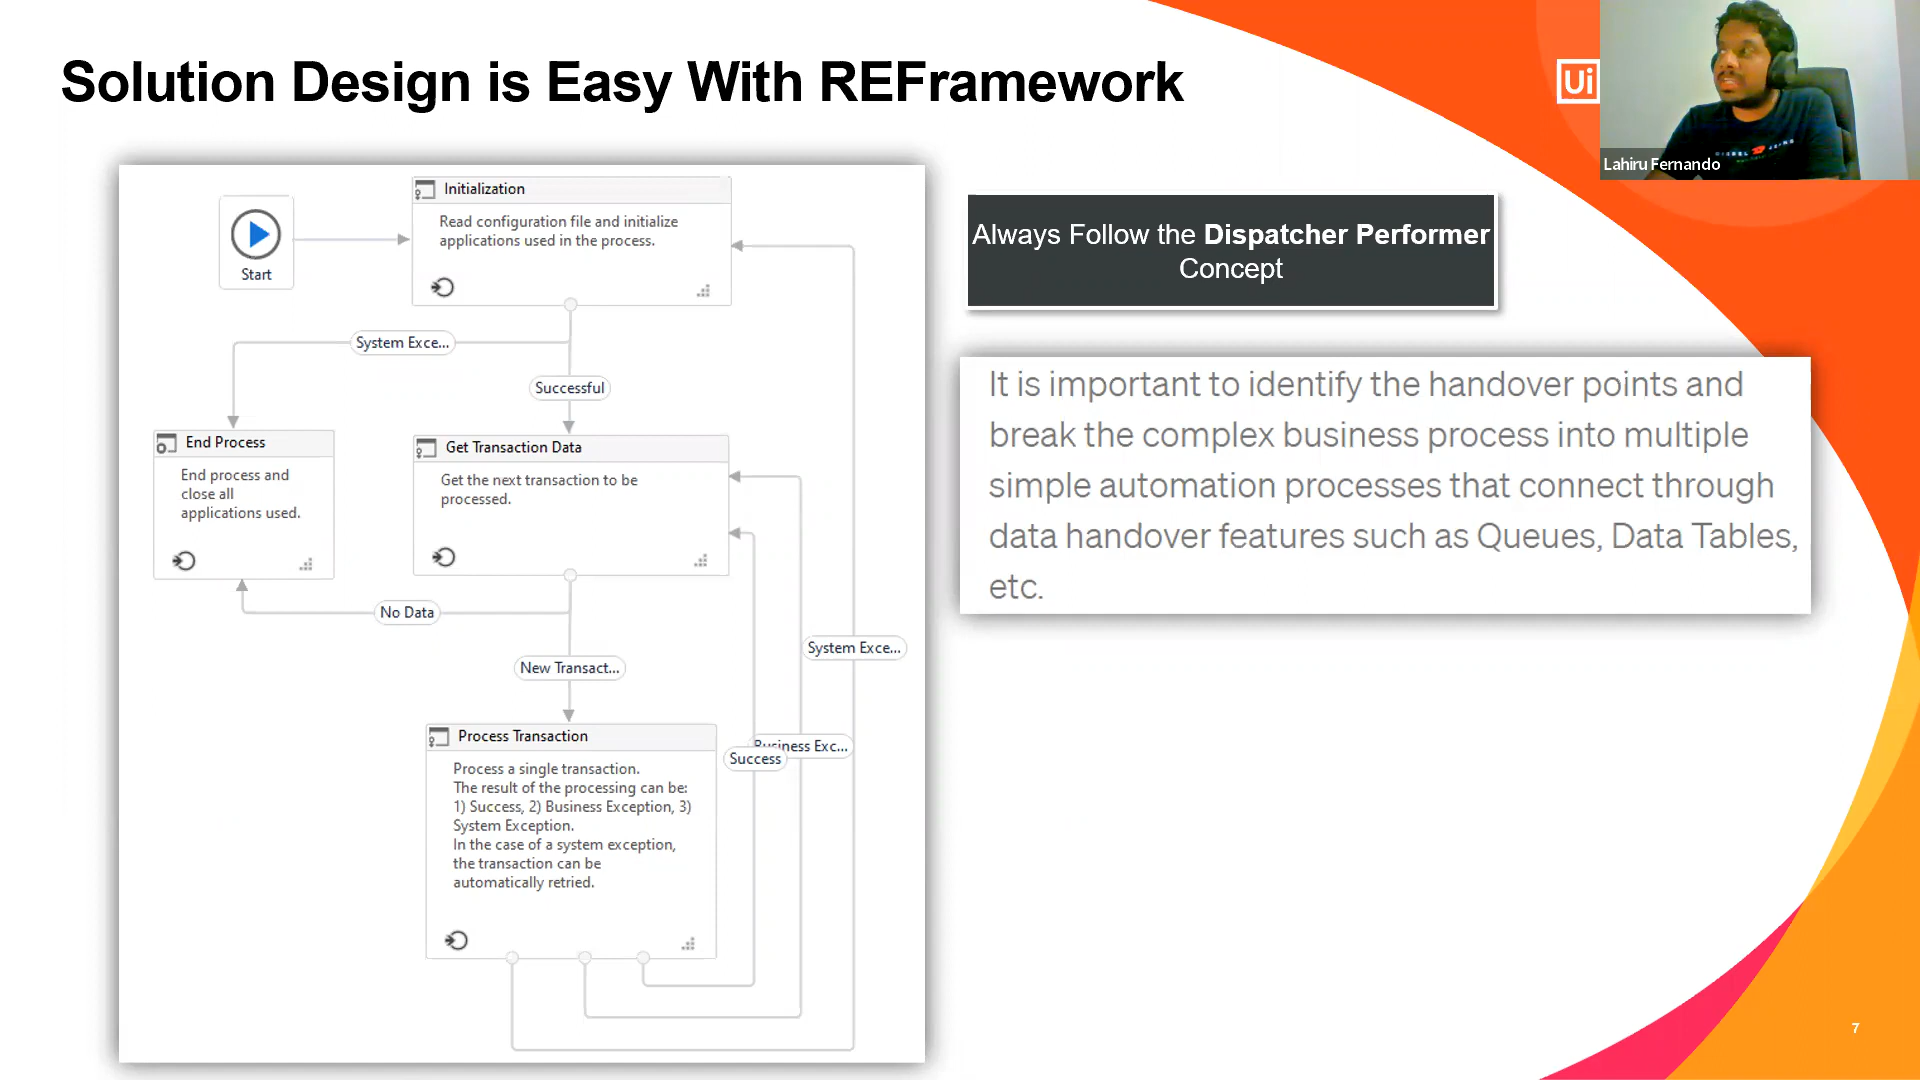 Solution Design is Easy With REFramework
Ui
Lahiru Fernando
Start
Initialization
Read configuration file and initialize
applications used in the process.
System Exce...
Successful
End Process
End process and
close all
applications used.
Get Transaction Data
Get the next transaction to be
processed.
No Data
New Transact...
System Exce...
Business Exc...
Success
Process Transaction
Process a single transaction.
The result of the processing can be:
1) Success, 2) Business Exception, 3)
System Exception.
In the case of a system exception,
the transaction can be
automatically retried.
Always Follow the Dispatcher Performer
Concept
It is important to identify the handover points and
break the complex business process into multiple
simple automation processes that connect through
data handover features such as Queues, Data Tables,
etc.
7